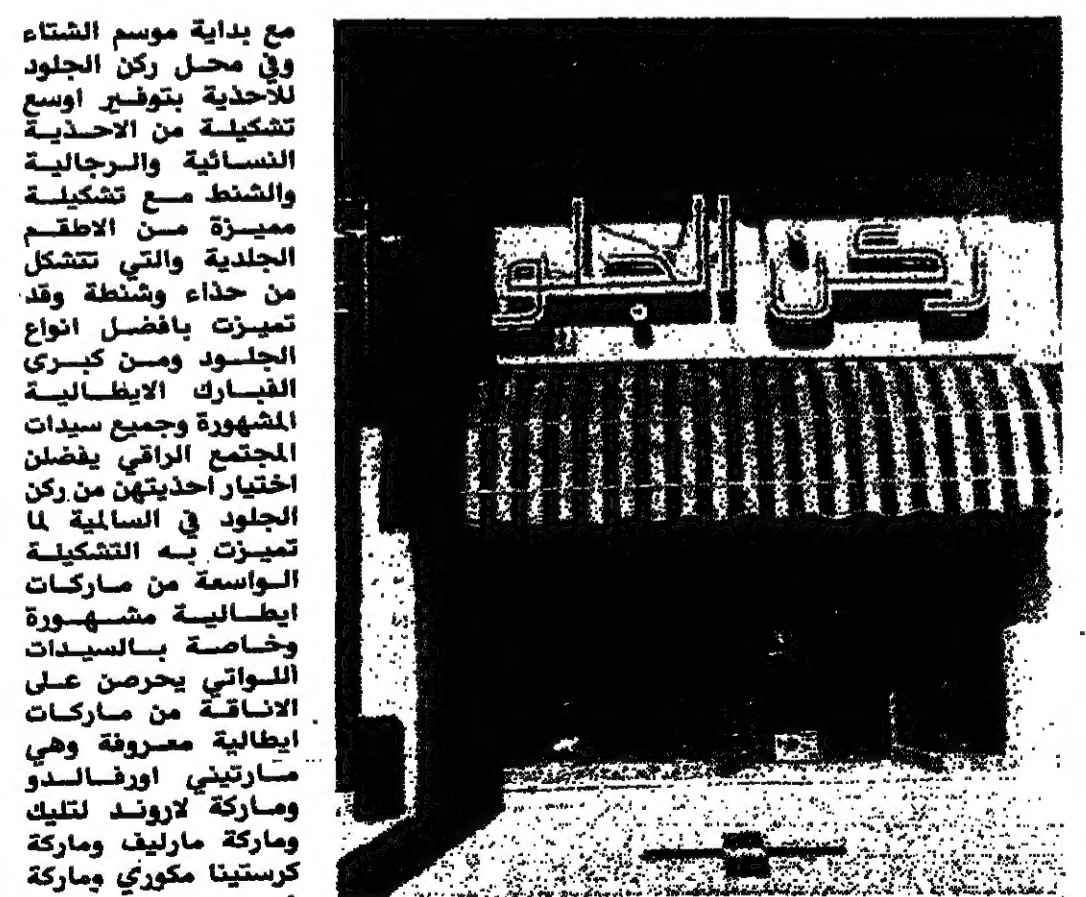 مع بداية موسم الشتاء
وفي محل ركن الجلود
للأحذية بتوفير اوسع
تشكيلة من الاحذية
النسائية والرجالية
والشنط مع تشكيلة
مميزة من الاطقم
الجلدية والتي تتشكل
من حذاء وشنطة وقد
تميزت بافضل انواع
الجلود ومن كبرى
الفبارك الايطالية
المشهورة وجميع سيدات
المجتمع الراقي يفضلن
اختيار احذيتهن من ركن
الجلود في السالمية لما
تميزت به التشكيلة
الواسعة من ماركات
ايطالية مشهورة
وخاصة بالسيدات
اللواتي يحرصن على
الاناقة من ماركات
ايطالية معروفة وهي
مارتيني اورفالدو
وماركة لاروند لتليك
وماركة مارليف وماركة
كرستينا مكوري وماركة
ركن الجلو